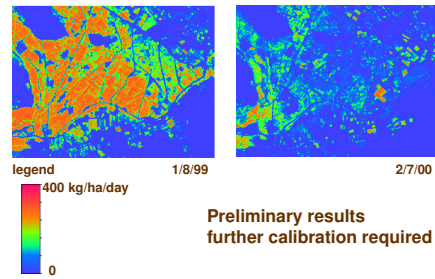 legend 1/8/99 2/7/00
400 kg/ha/day
Preliminary results
further calibration required
0